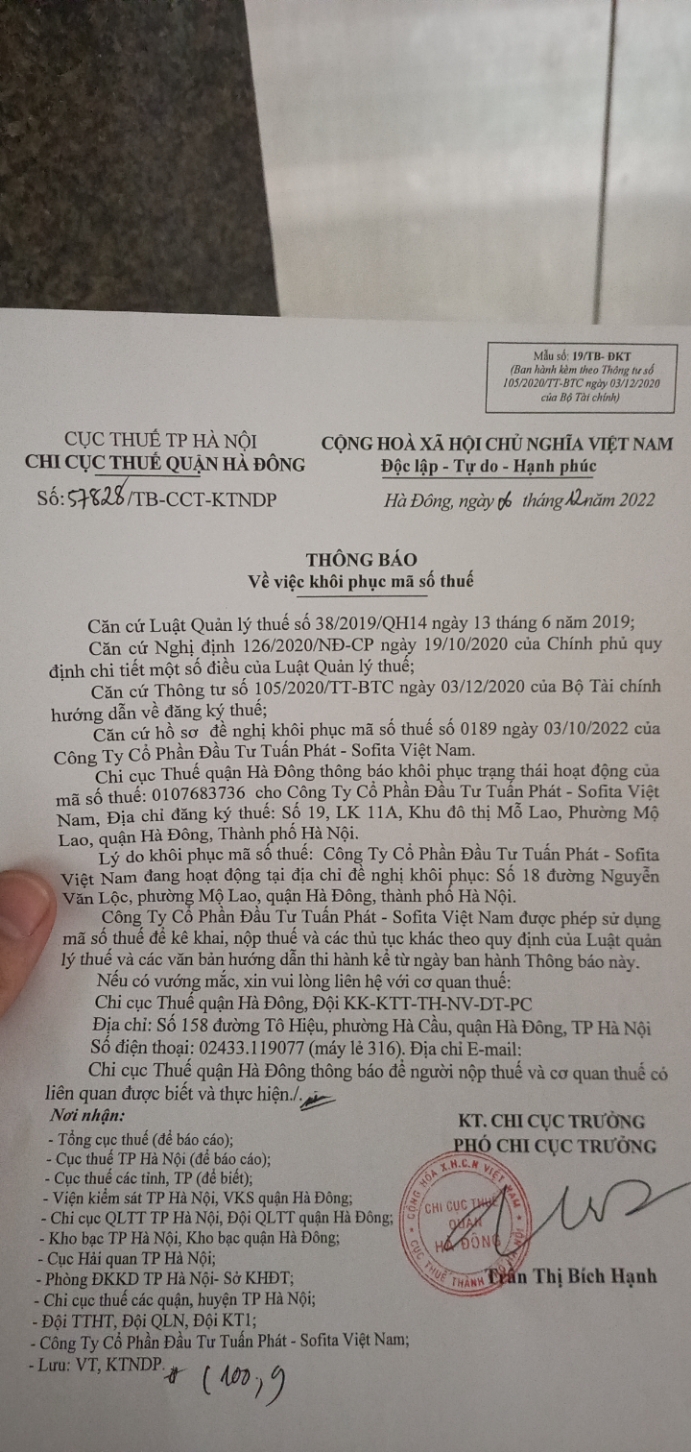 Mẫu số: 19/TB- ĐKT
(Ban hành kèm theo Thông tư số
105/2020/TT-BTC ngày 03/12/2020
của Bộ Tài chính)
CỤC THUẾ TP HÀ NỘI
CHI CỤC THUẾ QUẬN HÀ ĐÔNG
Số: 57828/TB-CCT-KTNDP
CỘNG HOÀ XÃ HỘI CHỦ NGHĨA VIỆT NAM
Độc lập - Tự do - Hạnh phúc
Hà Đông, ngày 06 tháng 12 năm 2022
THÔNG BÁO
Về việc khôi phục mã số thuế
Căn cứ Luật Quản lý thuế số 38/2019/QH14 ngày 13 tháng 6 năm 2019;
Căn cứ Nghị định 126/2020/NĐ-CP ngày 19/10/2020 của Chính phủ quy
định chi tiết một số điều của Luật Quản lý thuế;
Căn cứ Thông tư số 105/2020/TT-BTC ngày 03/12/2020 của Bộ Tài chính
hướng dẫn về đăng ký thuế;
Căn cứ hồ sơ đề nghị khôi phục mã số thuế số 0189 ngày 03/10/2022 của
Công Ty Cổ Phần Đầu Tư Tuấn Phát - Sofita Việt Nam.
Chi cục Thuế quận Hà Đông thông báo khôi phục trạng thái hoạt động của
mã số thuế: 0107683736 cho Công Ty Cổ Phần Đầu Tư Tuấn Phát - Sofita Việt
Nam, Địa chỉ đăng ký thuế: Số 19, LK 11A, Khu đô thị Mỗ Lao, Phường Mộ
Lao, quận Hà Đông, Thành phố Hà Nội.
Lý do khôi phục mã số thuế: Công Ty Cổ Phần Đầu Tư Tuấn Phát - Sofita
Việt Nam đang hoạt động tại địa chỉ đề nghị khôi phục: Số 18 đường Nguyễn
Văn Lộc, phường Mộ Lao, quận Hà Đông, thành phố Hà Nội.
Công Ty Cổ Phần Đầu Tư Tuấn Phát - Sofita Việt Nam được phép sử dụng
mã số thuế để kê khai, nộp thuế và các thủ tục khác theo quy định của Luật quản
lý thuế và các văn bản hướng dẫn thi hành kể từ ngày ban hành Thông báo này.
Nếu có vướng mắc, xin vui lòng liên hệ với cơ quan thuế:
Chi cục Thuế quận Hà Đông, Đội KK-KTT-TH-NV-DT-PC
Địa chỉ: Số 158 đường Tô Hiệu, phường Hà Cầu, quận Hà Đông, TP Hà Nội
Số điện thoại: 02433.119077 (máy lẻ 316). Địa chỉ E-mail:
Chi cục Thuế quận Hà Đông thông báo để người nộp thuế và cơ quan thuế có
liên quan được biết và thực hiện./.
Nơi nhận:
- Tổng cục thuế (để báo cáo);
- Cục thuế TP Hà Nội (để báo cáo);
- Cục thuế các tỉnh, TP (để biết);
- Viện kiểm sát TP Hà Nội, VKS quận Hà Đông;
- Chi cục QLTT TP Hà Nội, Đội QLTT quận Hà Đông;
- Kho bạc TP Hà Nội, Kho bạc quận Hà Đông;
- Cục Hải quan TP Hà Nội;
- Phòng ĐKKD TP Hà Nội- Sở KHĐT;
- Chi cục thuế các quận, huyện TP Hà Nội;
- Đội TTHT, Đội QLN, Đội KT1;
- Công Ty Cổ Phần Đầu Tư Tuấn Phát - Sofita Việt Nam;
- Lưu: VT, KTNDP.
KT. CHI CỤC TRƯỞNG
PHÓ CHI CỤC TRƯỞNG
CỘNG HÒA X.H.C.N VIỆT NAM
CHI CỤC THUẾ
QUẬN
HÀ ĐÔNG
CỤC THUẾ THÀNH
Trần Thị Bích Hạnh